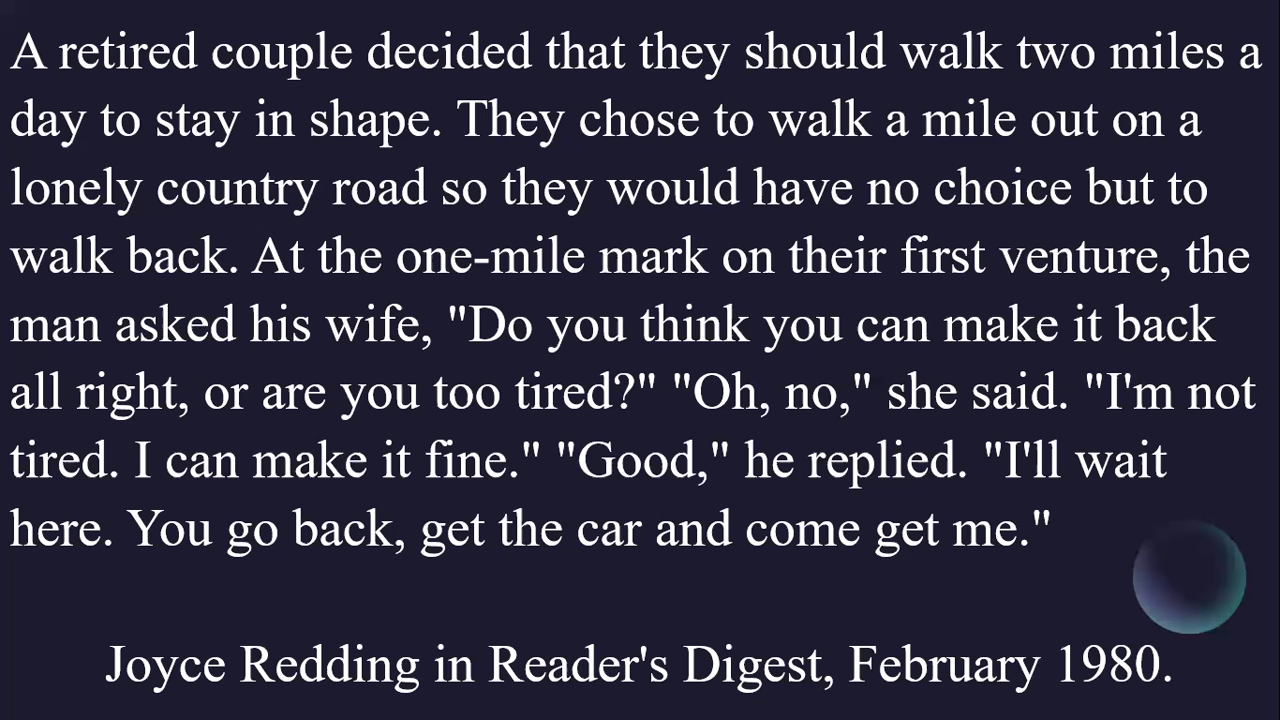 A retired couple decided that they should walk two miles a
day to stay in shape. They chose to walk a mile out on a
lonely country road so they would have no choice but to
walk back. At the one-mile mark on their first venture, the
man asked his wife, "Do you think you can make it back
all right, or are you too tired?" "Oh, no," she said. "I'm not
tired. I can make it fine." "Good," he replied. "I'll wait
here. You go back, get the car and come get me."
Joyce Redding in Reader's Digest, February 1980.